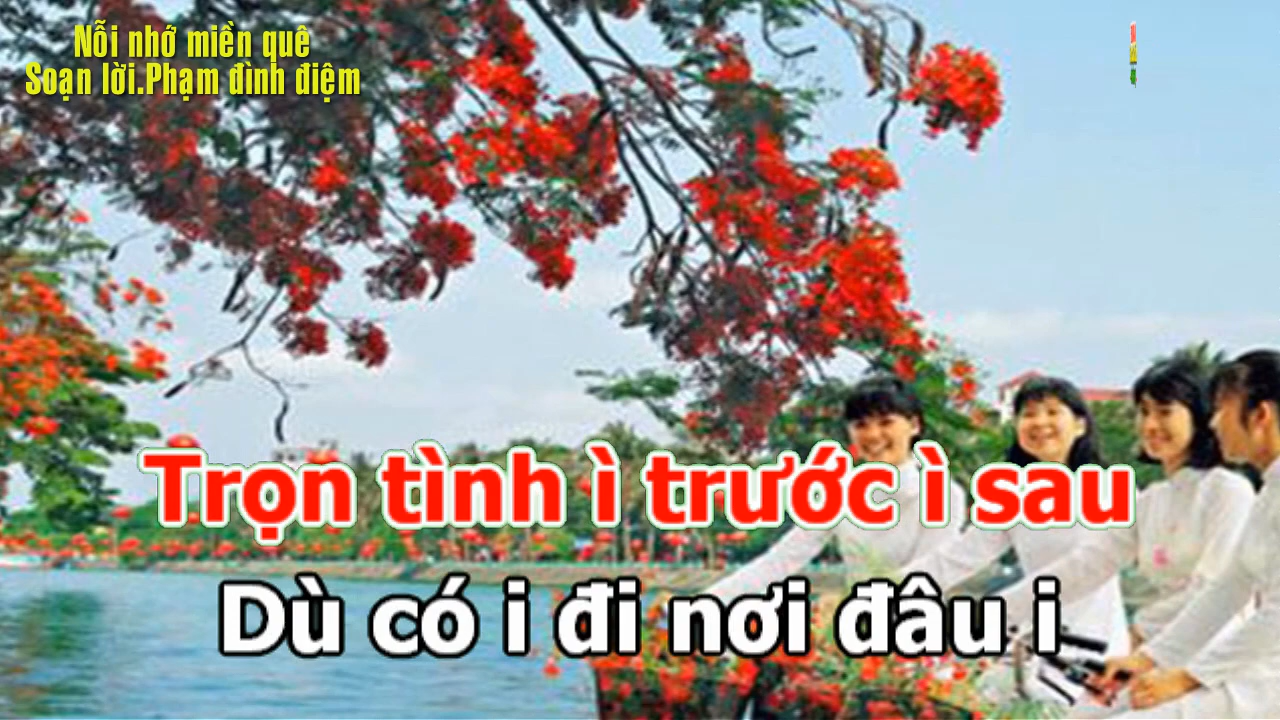 Nỗi nhớ miền quê
Soạn lời.Phạm đình điệm
Trọn tình ì trước ì sau
Dù có i đi nơi đâu i